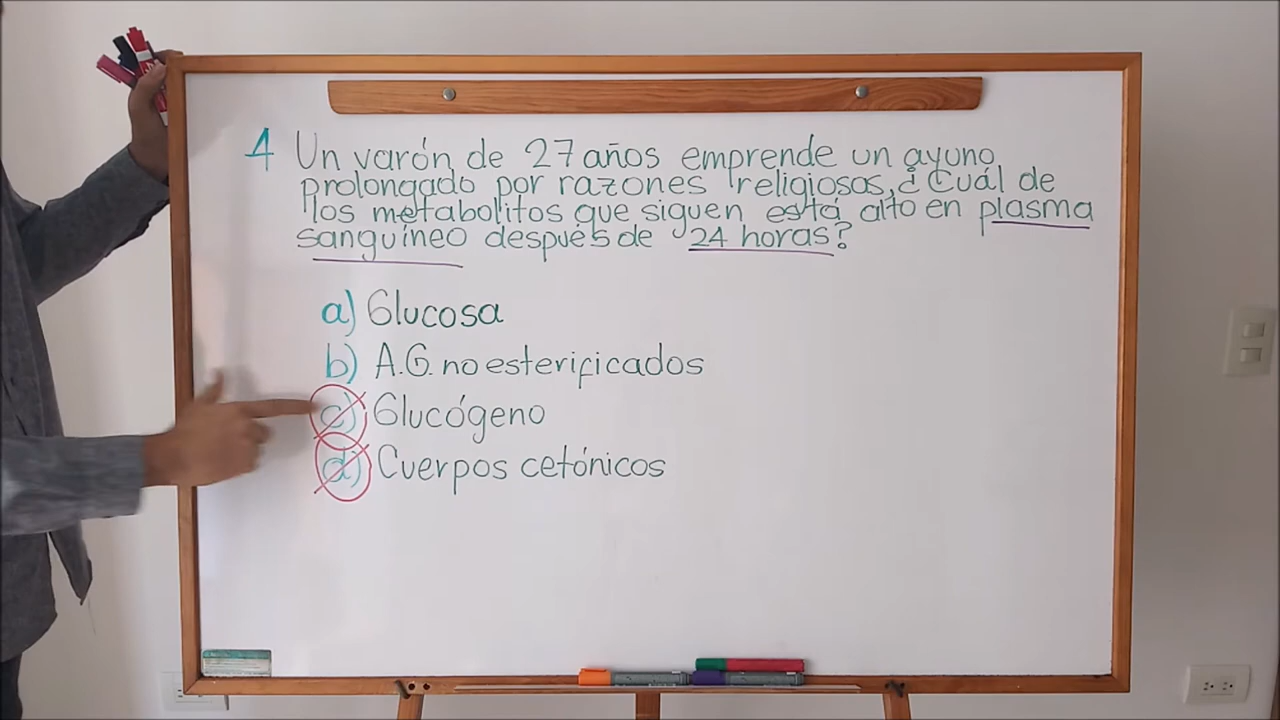 4 Un varón de 27 años emprende un ayuno
prolongado por razones religiosos, ¿Cuál de
los metabolitos que siguen está alto en plasma
sanguíneo después de 24 horas?
a) Glucosa
b) A.G. no esterificados
c) Glucógeno
d) Cuerpos cetónicos